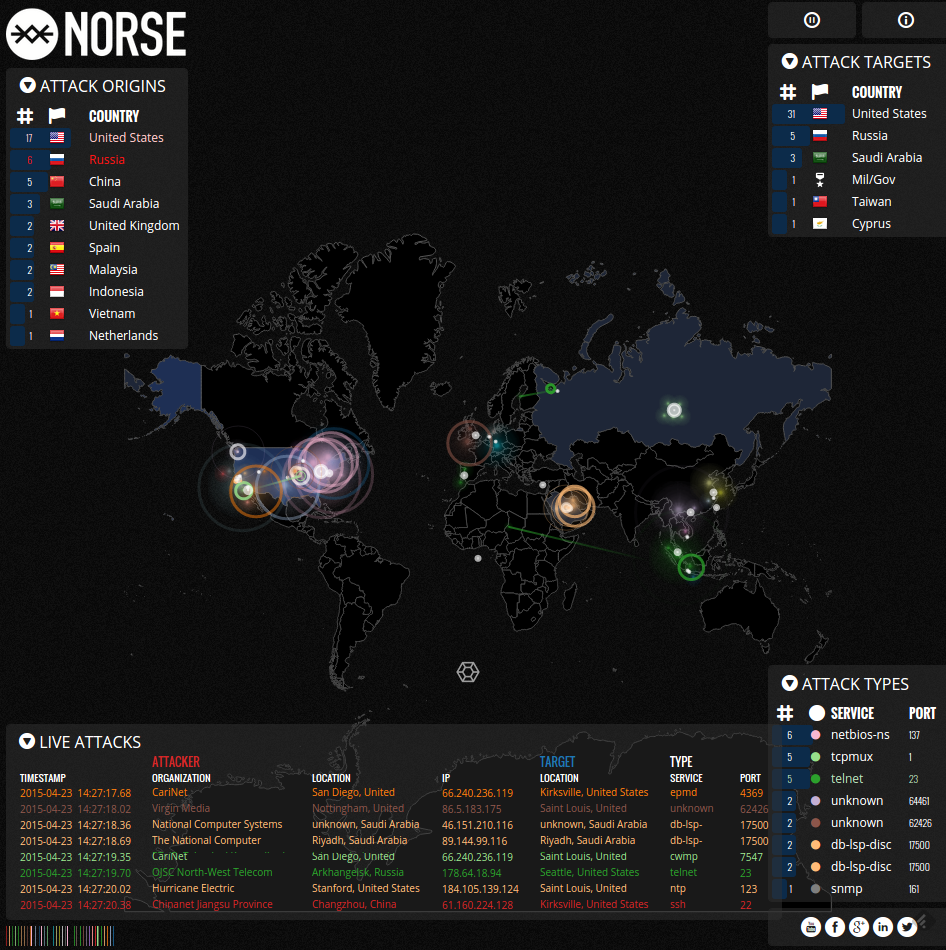 NORSE
ATTACK ORIGINS
# COUNTRY
17 United States
6 Russia
5 China
3 Saudi Arabia
2 United Kingdom
2 Spain
2 Malaysia
2 Indonesia
1 Vietnam
1 Netherlands
ATTACK TARGETS
# COUNTRY
31 United States
5 Russia
3 Saudi Arabia
1 Mil/Gov
1 Taiwan
1 Cyprus
LIVE ATTACKS
ATTACKER TARGET TYPE
TIMESTAMP ORGANIZATION LOCATION IP LOCATION SERVICE PORT
2015-04-23 14:27:17.68 CariNet San Diego, United 66.240.236.119 Kirksville, United States epmd 4369
2015-04-23 14:27:18.02 Virgin Media Nottingham, United 86.5.183.175 Saint Louis, United unknown 62426
2015-04-23 14:27:18.36 National Computer Systems unknown, Saudi Arabia 46.151.210.116 unknown, Saudi Arabia db-lsp- 17500
2015-04-23 14:27:18.69 The National Computer Riyadh, Saudi Arabia 89.144.99.116 Riyadh, Saudi Arabia db-lsp- 17500
2015-04-23 14:27:19.35 CariNet San Diego, United 66.240.236.119 Saint Louis, United cwmp 7547
2015-04-23 14:27:19.70 OJSC North-West Telecom Arkhangelsk, Russia 178.64.18.94 Seattle, United States telnet 23
2015-04-23 14:27:20.02 Hurricane Electric Stanford, United States 184.105.139.124 Saint Louis, United ntp 123
2015-04-23 14:27:20.38 Chinanet Jiangsu Province Changzhou, China 61.160.224.128 Kirksville, United States ssh 22
ATTACK TYPES
# SERVICE PORT
6 netbios-ns 137
5 tcpmux 1
5 telnet 23
2 unknown 64461
2 unknown 62426
2 db-lsp-disc 17500
2 db-lsp-disc 17500
1 snmp 161